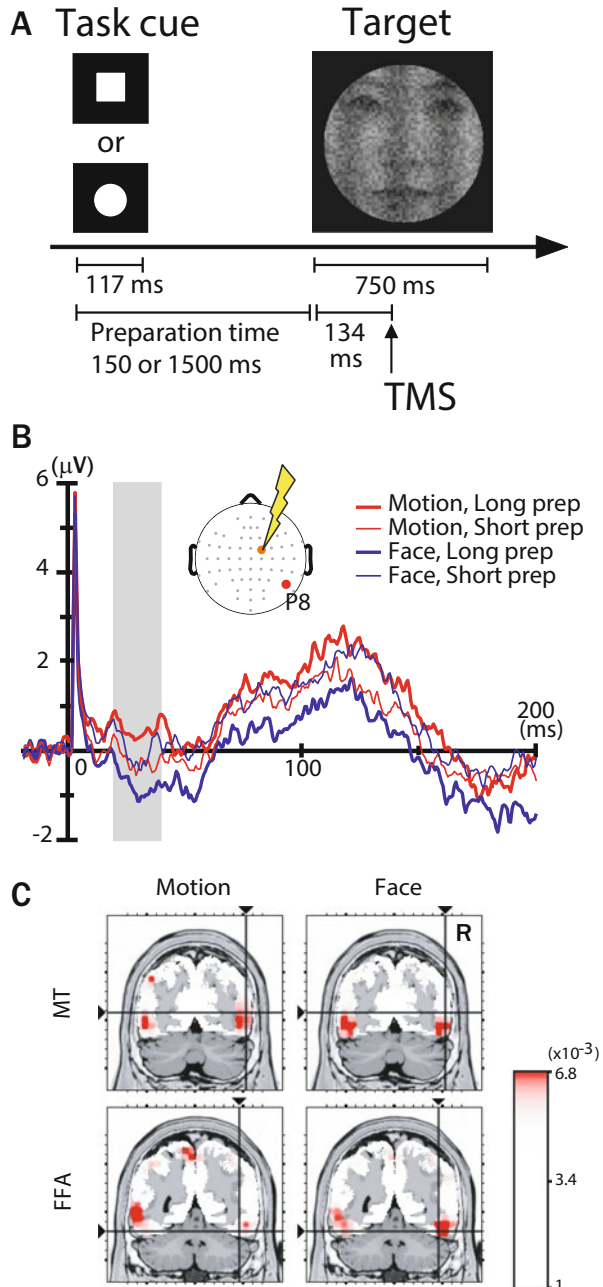 A
Task cue
Target
or
117 ms
750 ms
Preparation time
150 or 1500 ms
134
ms
TMS
B
6 (μV)
4
2
-2
0
100
200
(ms)
P8
Motion, Long prep
Motion, Short prep
Face, Long prep
Face, Short prep
C
Motion
Face
R
MT
FFA
(x10⁻³)
6.8
3.4
1